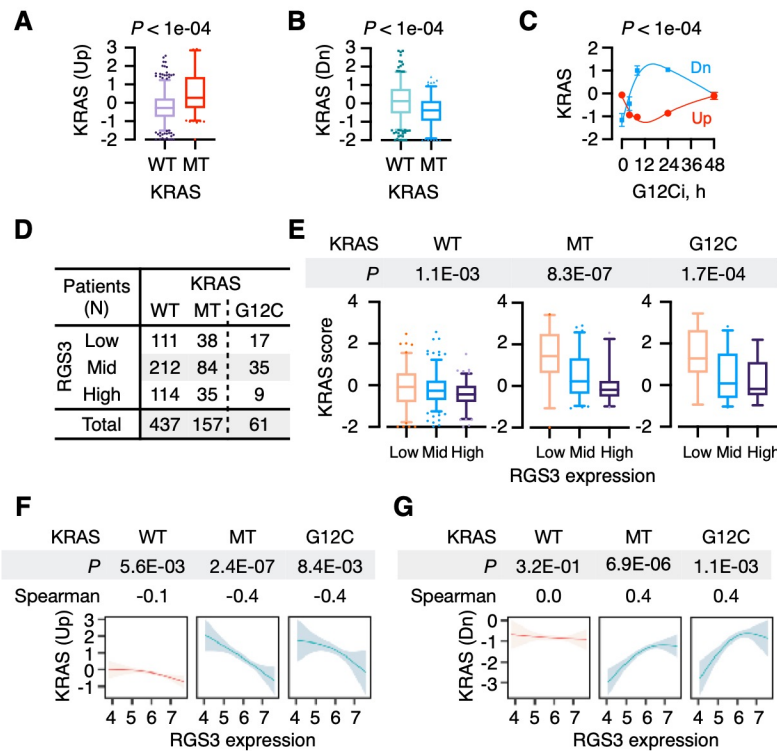 A
P < 1e-04
KRAS (Up)
3
2
1
0
-1
-2
WT MT
KRAS
B
P < 1e-04
KRAS (Dn)
3
2
1
0
-1
-2
WT MT
KRAS
C
P < 1e-04
KRAS
2
1
0
-1
-2
Dn
Up
0 12 24 36 48
G12Ci, h
D
Patients (N)
KRAS
WT MT G12C
RGS3
Low 111 38 17
Mid 212 84 35
High 114 35 9
Total 437 157 61
E
KRAS WT MT G12C
P 1.1E-03 8.3E-07 1.7E-04
KRAS score
4
2
0
-2
Low Mid High
4
2
0
-2
Low Mid High
4
2
0
-2
Low Mid High
RGS3 expression
F
KRAS WT MT G12C
P 5.6E-03 2.4E-07 8.4E-03
Spearman -0.1 -0.4 -0.4
KRAS (Up)
3
2
1
0
-1
4 5 6 7 4 5 6 7 4 5 6 7
RGS3 expression
G
KRAS WT MT G12C
P 3.2E-01 6.9E-06 1.1E-03
Spearman 0.0 0.4 0.4
KRAS (Dn)
0
-1
-2
-3
4 5 6 7 4 5 6 7 4 5 6 7
RGS3 expression